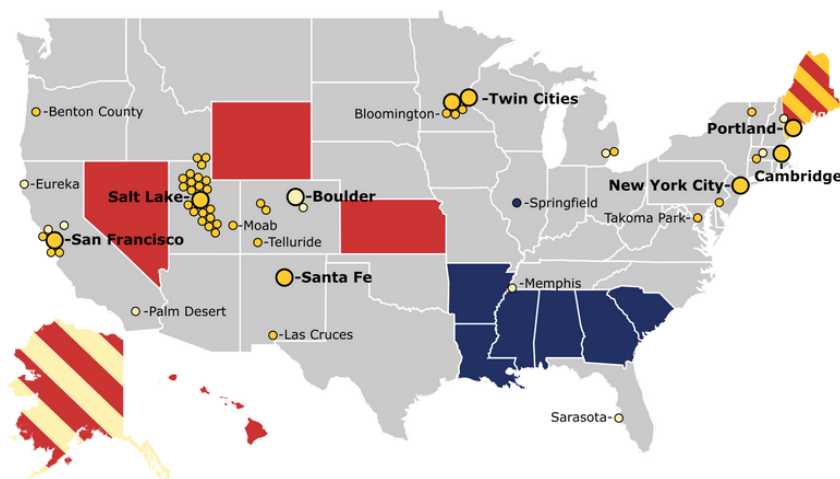 -Twin Cities
-Benton County
Bloomington-
Portland-
Cambridge
-Eureka
Salt Lake-
-Boulder
New York City-
-Springfield
Takoma Park-
-Moab
-San Francisco
-Telluride
-Santa Fe
-Memphis
-Palm Desert
-Las Cruces
Sarasota-